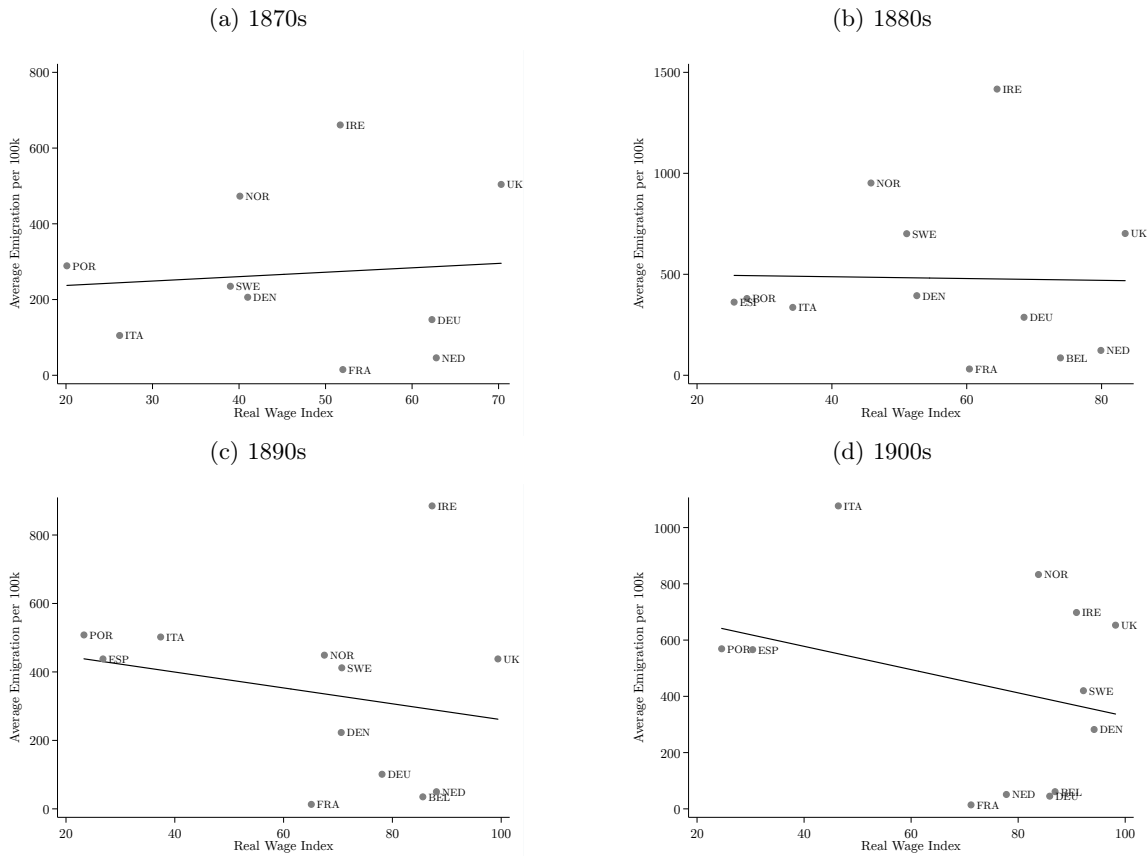 (a) 1870s
Average Emigration per 100k
800
600
400
200
0
IRE
UK
NOR
POR
SWE
DEN
DEU
ITA
NED
FRA
20 30 40 50 60 70
Real Wage Index
(b) 1880s
Average Emigration per 100k
1500
1000
500
0
IRE
NOR
SWE
UK
POR
ESP
ITA
DEN
DEU
NED
BEL
FRA
20 40 60 80
Real Wage Index
(c) 1890s
Average Emigration per 100k
800
600
400
200
0
IRE
POR
ITA
ESP
NOR
UK
SWE
DEN
DEU
NED
BEL
FRA
20 40 60 80 100
Real Wage Index
(d) 1900s
Average Emigration per 100k
1000
800
600
400
200
0
ITA
NOR
IRE
UK
POR
ESP
SWE
DEN
BEL
NED
DEU
FRA
20 40 60 80 100
Real Wage Index